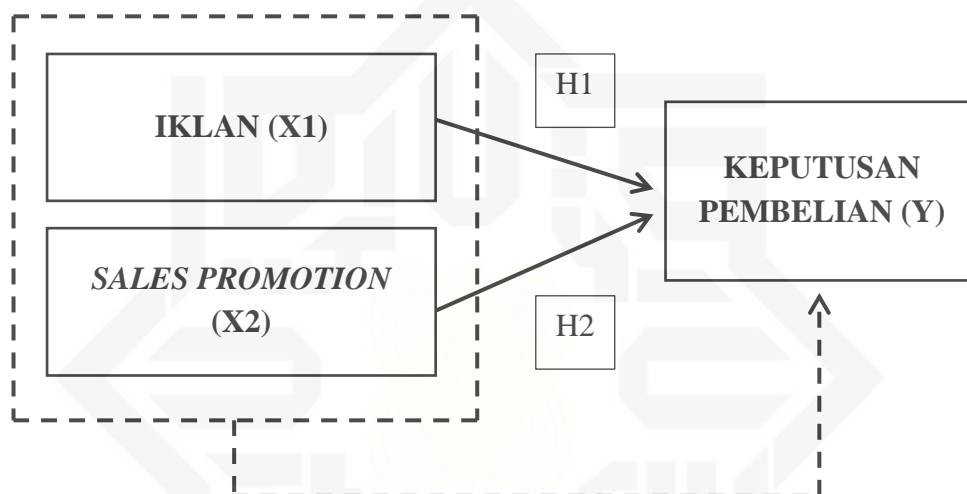 IKLAN (X1)
SALES PROMOTION
(X2)
H1
H2
KEPUTUSAN
PEMBELIAN (Y)